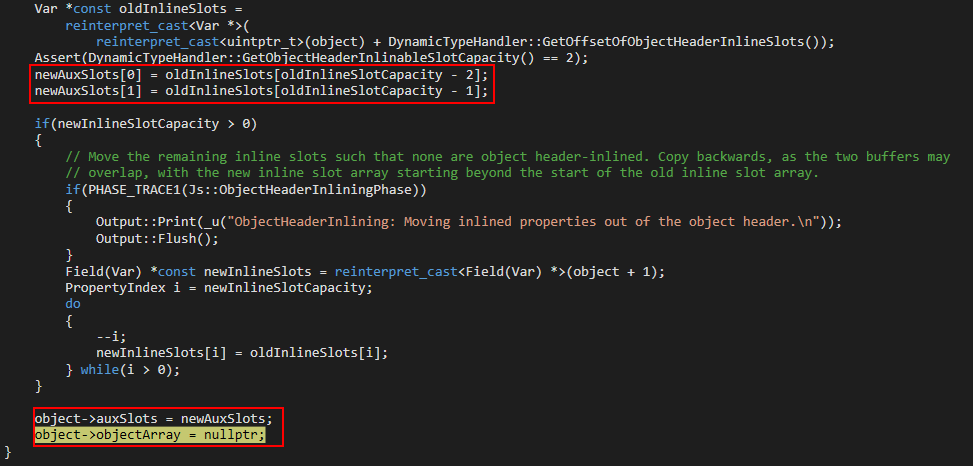 Var *const oldInlineSlots =
reinterpret_cast<Var *>(
reinterpret_cast<uintptr_t>(object) + DynamicTypeHandler::GetOffsetOfObjectHeaderInlineSlots());
Assert(DynamicTypeHandler::GetObjectHeaderInlinableSlotCapacity() == 2);
newAuxSlots[0] = oldInlineSlots[oldInlineSlotCapacity - 2];
newAuxSlots[1] = oldInlineSlots[oldInlineSlotCapacity - 1];
if(newInlineSlotCapacity > 0)
{
// Move the remaining inline slots such that none are object header-inlined. Copy backwards, as the two buffers may
// overlap, with the new inline slot array starting beyond the start of the old inline slot array.
if(PHASE_TRACE1(Js::ObjectHeaderInliningPhase))
{
Output::Print(_u("ObjectHeaderInlining: Moving inlined properties out of the object header.\n"));
Output::Flush();
}
Field(Var) *const newInlineSlots = reinterpret_cast<Field(Var) *>(object + 1);
PropertyIndex i = newInlineSlotCapacity;
do
{
--i;
newInlineSlots[i] = oldInlineSlots[i];
} while(i > 0);
}
object->auxSlots = newAuxSlots;
object->objectArray = nullptr;
}